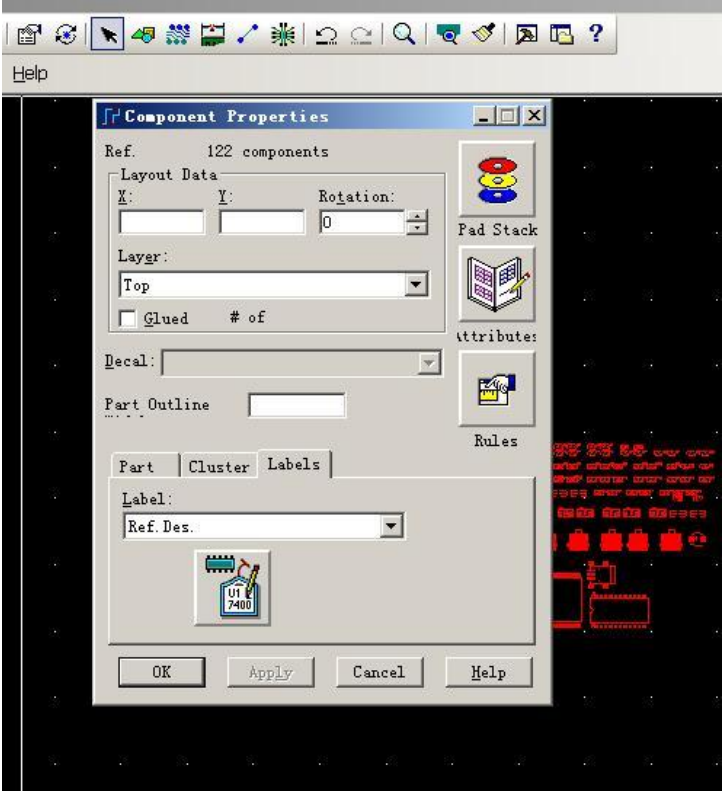 Help
Component Properties
Ref. 122 components
Layout Data
X: Y: Rotation:
0
Pad Stack
Layer:
Top
Glued # of
Attributes
Decal:
Part Outline
Rules
Part Cluster Labels
Label:
Ref.Des.
U1
7400
OK Apply Cancel Help